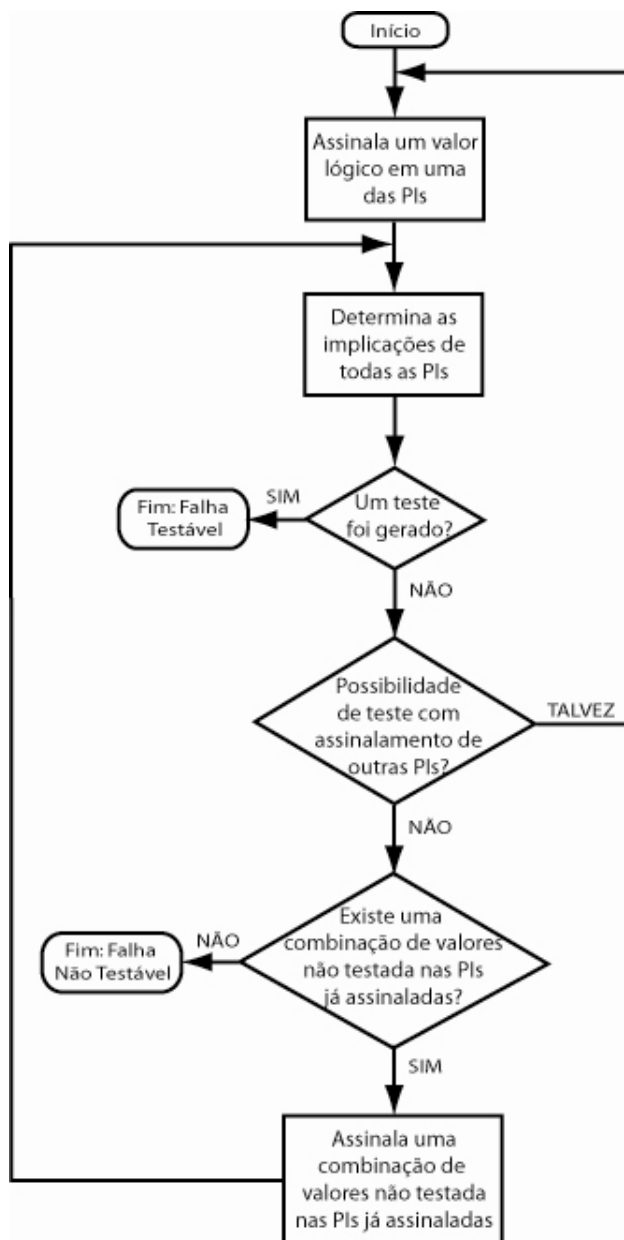 Início
Assinala um valor
lógico em uma
das PIs
Determina as
implicações de
todas as PIs
Um teste
foi gerado?
SIM
Fim: Falha
Testável
NÃO
Possibilidade
de teste com
assinalamento de
outras PIs?
TALVEZ
NÃO
Existe uma
combinação de valores
não testada nas PIs
já assinaladas?
NÃO
Fim: Falha
Não Testável
SIM
Assinala uma
combinação de
valores não testada
nas PIs já assinaladas